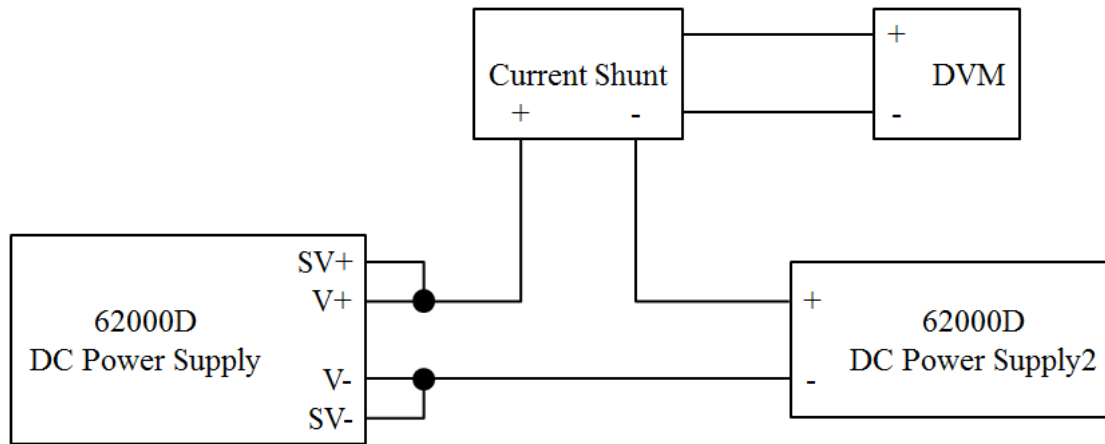 Current Shunt
+ -
+
DVM
-
SV+
V+
62000D
DC Power Supply
V-
SV-
+
62000D
DC Power Supply2
-